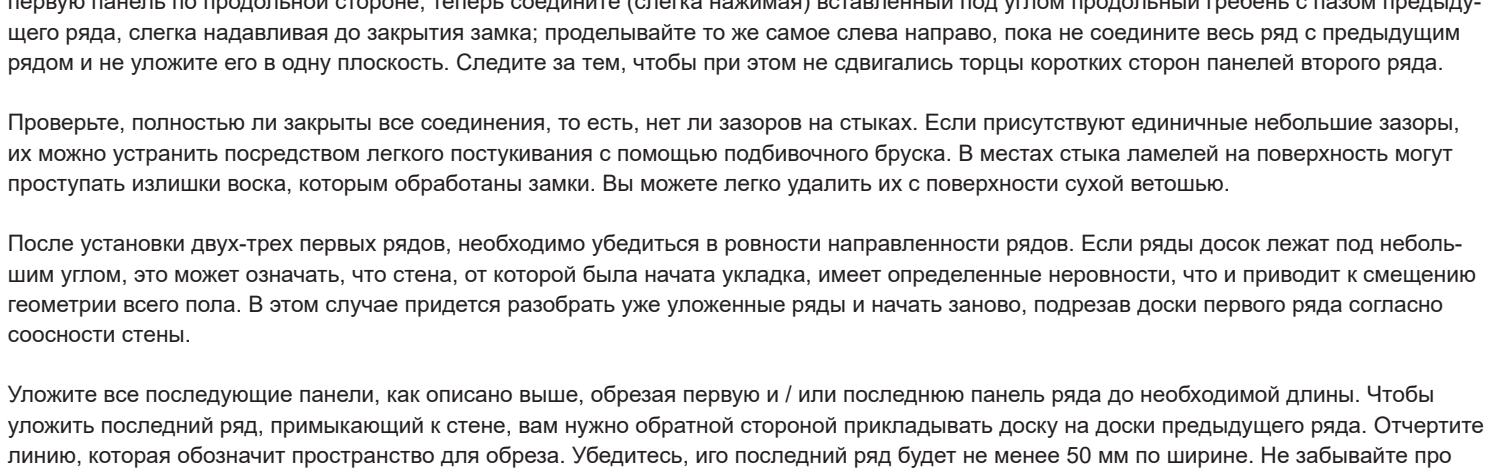 первую панель по продольной стороне, теперь соедините (слегка нажимая) вставленный под углом продольный гребень с пазом предыду-
щего ряда, слегка надавливая до закрытия замка; проделывайте то же самое слева направо, пока не соедините весь ряд с предыдущим
рядом и не уложите его в одну плоскость. Следите за тем, чтобы при этом не сдвигались торцы коротких сторон панелей второго ряда.
Проверьте, полностью ли закрыты все соединения, то есть, нет ли зазоров на стыках. Если присутствуют единичные небольшие зазоры,
их можно устранить посредством легкого постукивания с помощью подбивочного бруска. В местах стыка ламелей на поверхность могут
проступать излишки воска, которым обработаны замки. Вы можете легко удалить их с поверхности сухой ветошью.
После установки двух-трех первых рядов, необходимо убедиться в ровности направленности рядов. Если ряды досок лежат под неболь-
шим углом, это может означать, что стена, от которой была начата укладка, имеет определенные неровности, что и приводит к смещению
геометрии всего пола. В этом случае придется разобрать уже уложенные ряды и начать заново, подрезав доски первого ряда согласно
соосности стены.
Уложите все последующие панели, как описано выше, обрезая первую и / или последнюю панель ряда до необходимой длины. Чтобы
уложить последний ряд, примыкающий к стене, вам нужно обратной стороной прикладывать доску на доски предыдущего ряда. Отчертите
линию, которая обозначит пространство для обреза. Убедитесь, иго последний ряд будет не менее 50 мм по ширине. Не забывайте про